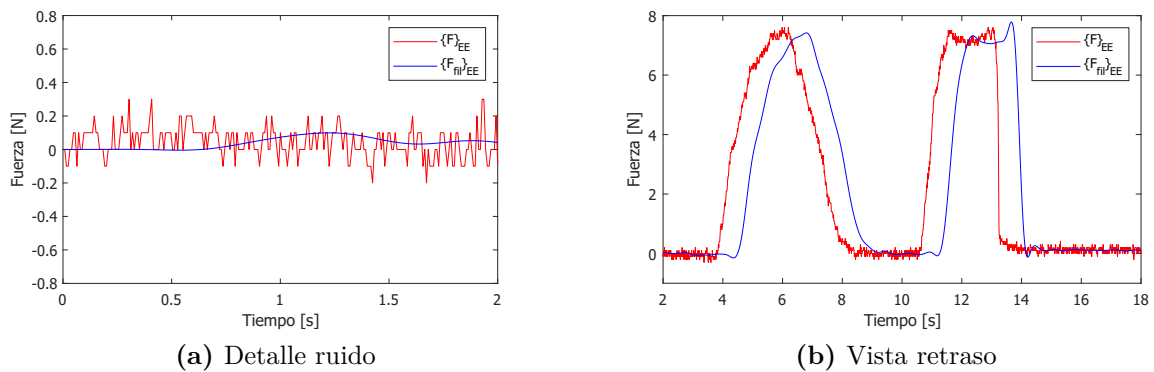 0.8
0.6
0.4
0.2
0
-0.2
-0.4
-0.6
-0.8
Fuerza [N]
0 0.5 1 1.5 2
Tiempo [s]
{F}EE
{Ffil}EE
(a) Detalle ruido
8
6
4
2
0
Fuerza [N]
2 4 6 8 10 12 14 16 18
Tiempo [s]
{F}EE
{Ffil}EE
(b) Vista retraso